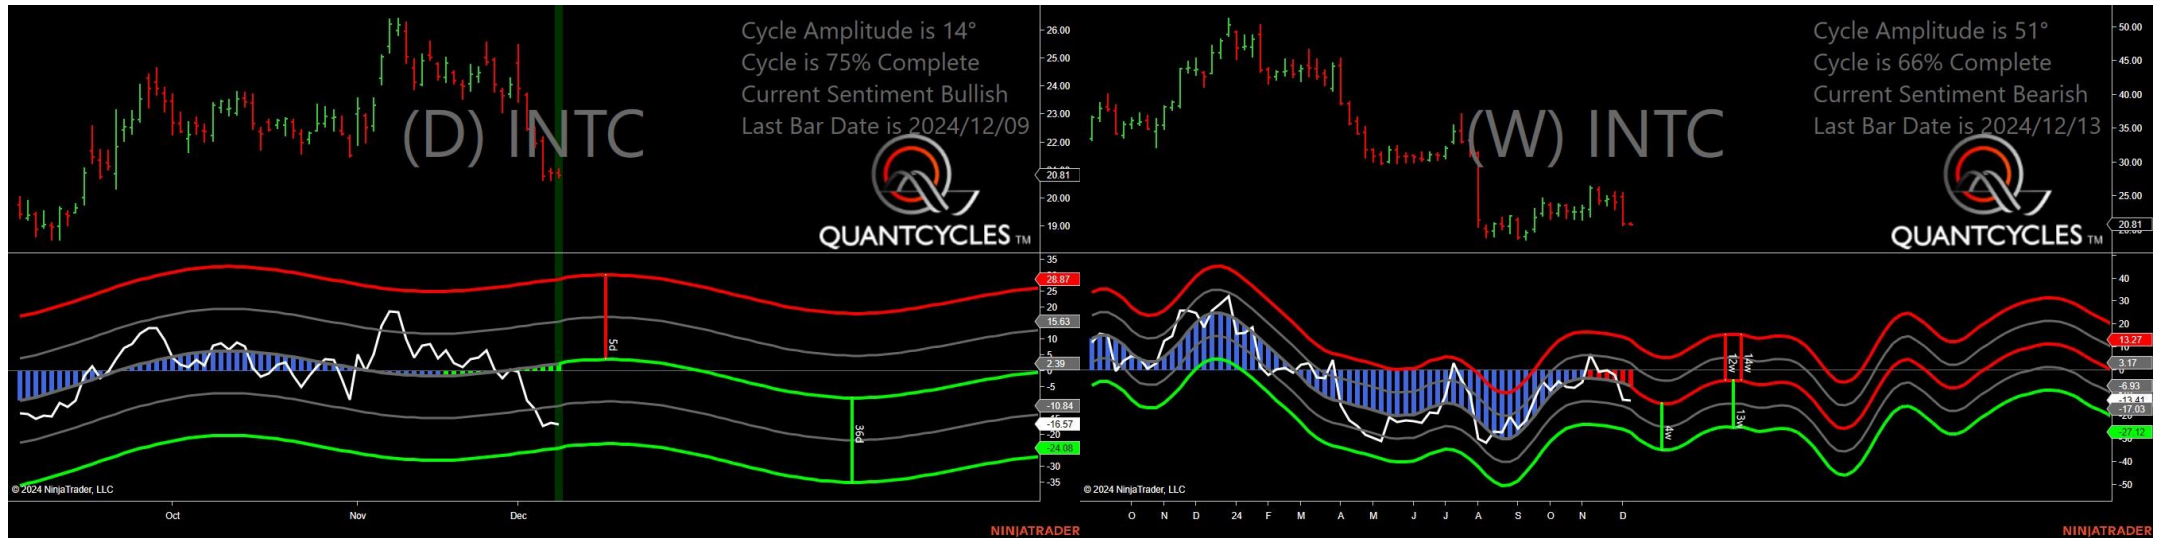 Cycle Amplitude is 14°
Cycle is 75% Complete
Current Sentiment Bullish
Last Bar Date is 2024/12/09
(D) INTC
QUANTCYCLES TM
26.00
25.00
24.00
23.00
22.00
20.81
20.00
19.00
35
28.87
25
20
15.63
10
5
2.39
-5
-10.84
-16.57
-20
-24.08
-30
-35
5d
36d
© 2024 NinjaTrader, LLC
Oct Nov Dec
NINJATRADER
Cycle Amplitude is 51°
Cycle is 66% Complete
Current Sentiment Bearish
Last Bar Date is 2024/12/13
(W) INTC
QUANTCYCLES TM
50.00
45.00
40.00
35.00
30.00
25.00
20.81
40
30
20
13.27
3.17
-6.93
-13.41
-17.03
-27.12
-40
-50
12w
14w
13w
4w
© 2024 NinjaTrader, LLC
O N D 24 F M A M J J A S O N D
NINJATRADER